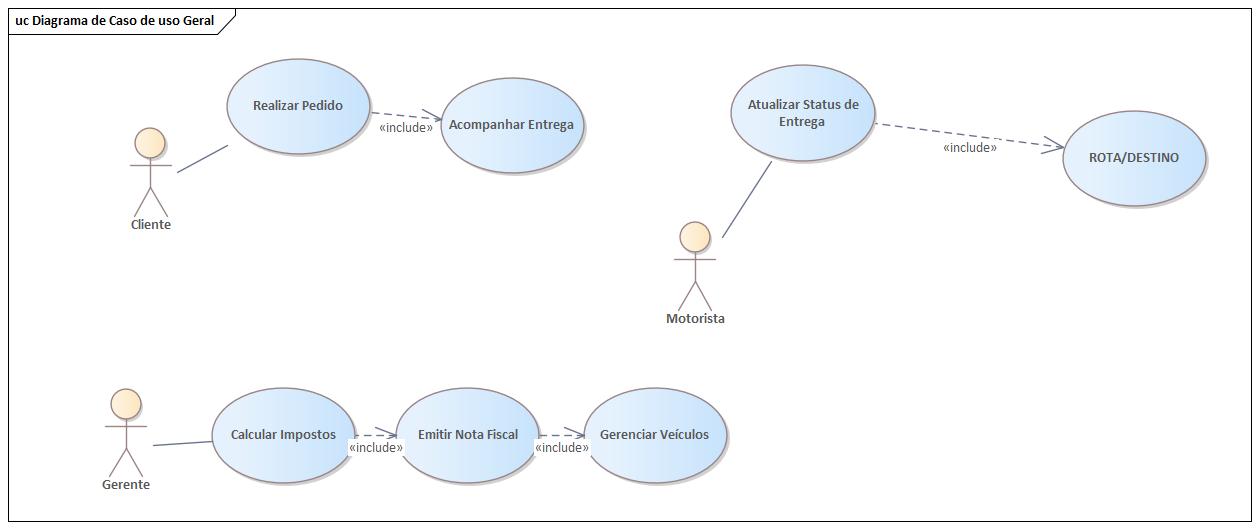 uc Diagrama de Caso de uso Geral
Realizar Pedido
«include»
Acompanhar Entrega
Cliente
Atualizar Status de
Entrega
«include»
ROTA/DESTINO
Motorista
Gerente
Calcular Impostos
«include»
Emitir Nota Fiscal
«include»
Gerenciar Veículos